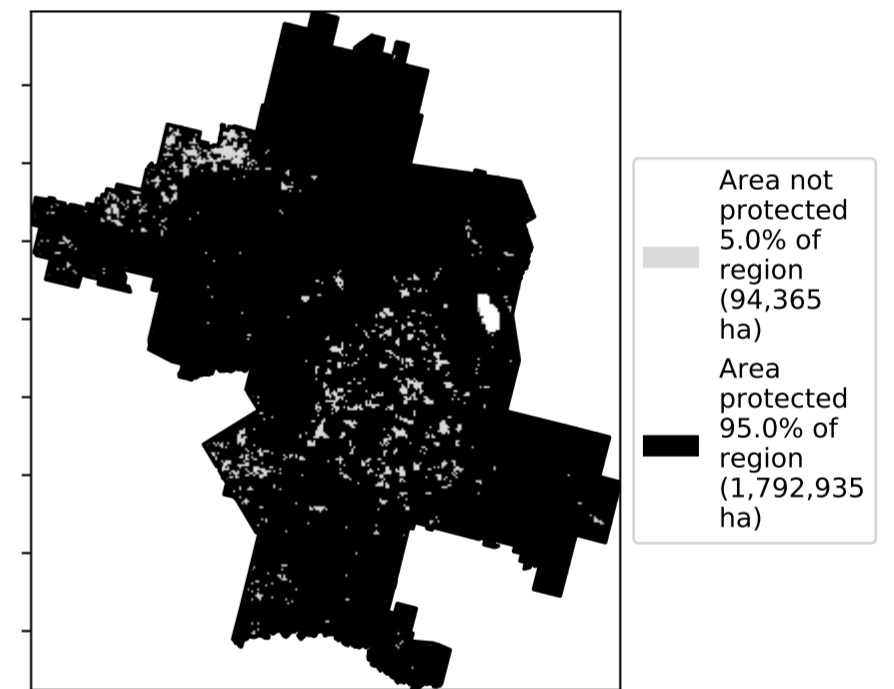 Area not
protected
5.0% of
region
(94,365
ha)
Area
protected
95.0% of
region
(1,792,935
ha)